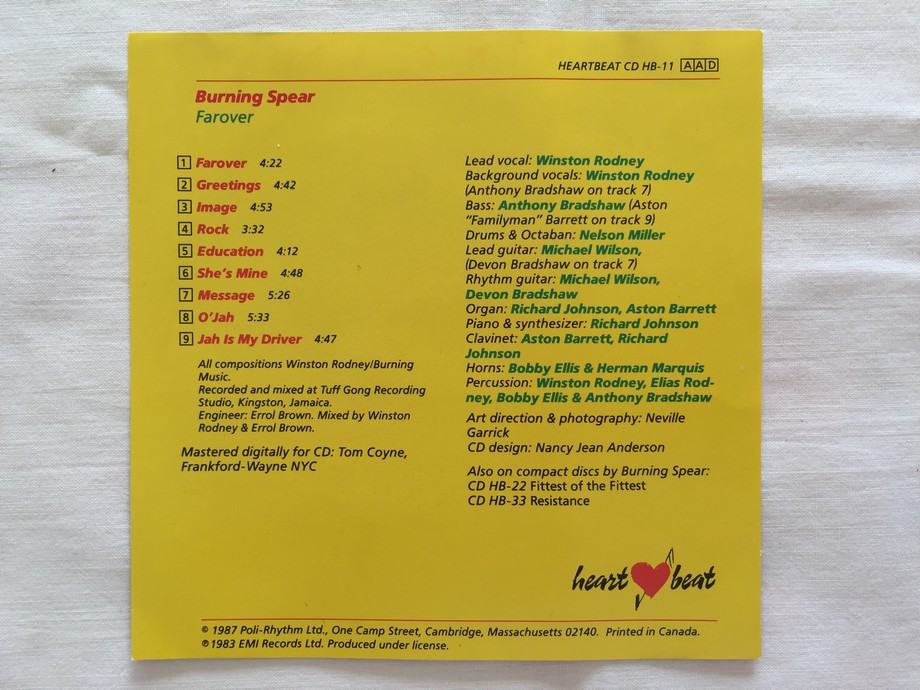 HEARTBEAT CD HB-11 AAD
Burning Spear
Farover
1 Farover 4:22
2 Greetings 4:42
3 Image 4:53
4 Rock 3:32
5 Education 4:12
6 She's Mine 4:48
7 Message 5:26
8 O'Jah 5:33
9 Jah Is My Driver 4:47
All compositions Winston Rodney/Burning
Music.
Recorded and mixed at Tuff Gong Recording
Studio, Kingston, Jamaica.
Engineer: Errol Brown. Mixed by Winston
Rodney & Errol Brown.
Mastered digitally for CD: Tom Coyne,
Frankford-Wayne NYC
Lead vocal: Winston Rodney
Background vocals: Winston Rodney
(Anthony Bradshaw on track 7)
Bass: Anthony Bradshaw (Aston
"Familyman" Barrett on track 9)
Drums & Octaban: Nelson Miller
Lead guitar: Michael Wilson,
(Devon Bradshaw on track 7)
Rhythm guitar: Michael Wilson,
Devon Bradshaw
Organ: Richard Johnson, Aston Barrett
Piano & synthesizer: Richard Johnson
Clavinet: Aston Barrett, Richard
Johnson
Horns: Bobby Ellis & Herman Marquis
Percussion: Winston Rodney, Elias Rod-
ney, Bobby Ellis & Anthony Bradshaw
Art direction & photography: Neville
Garrick
CD design: Nancy Jean Anderson
Also on compact discs by Burning Spear:
CD HB-22 Fittest of the Fittest
CD HB-33 Resistance
heart beat
© 1987 Poli-Rhythm Ltd., One Camp Street, Cambridge, Massachusetts 02140. Printed in Canada.
℗ 1983 EMI Records Ltd. Produced under license.